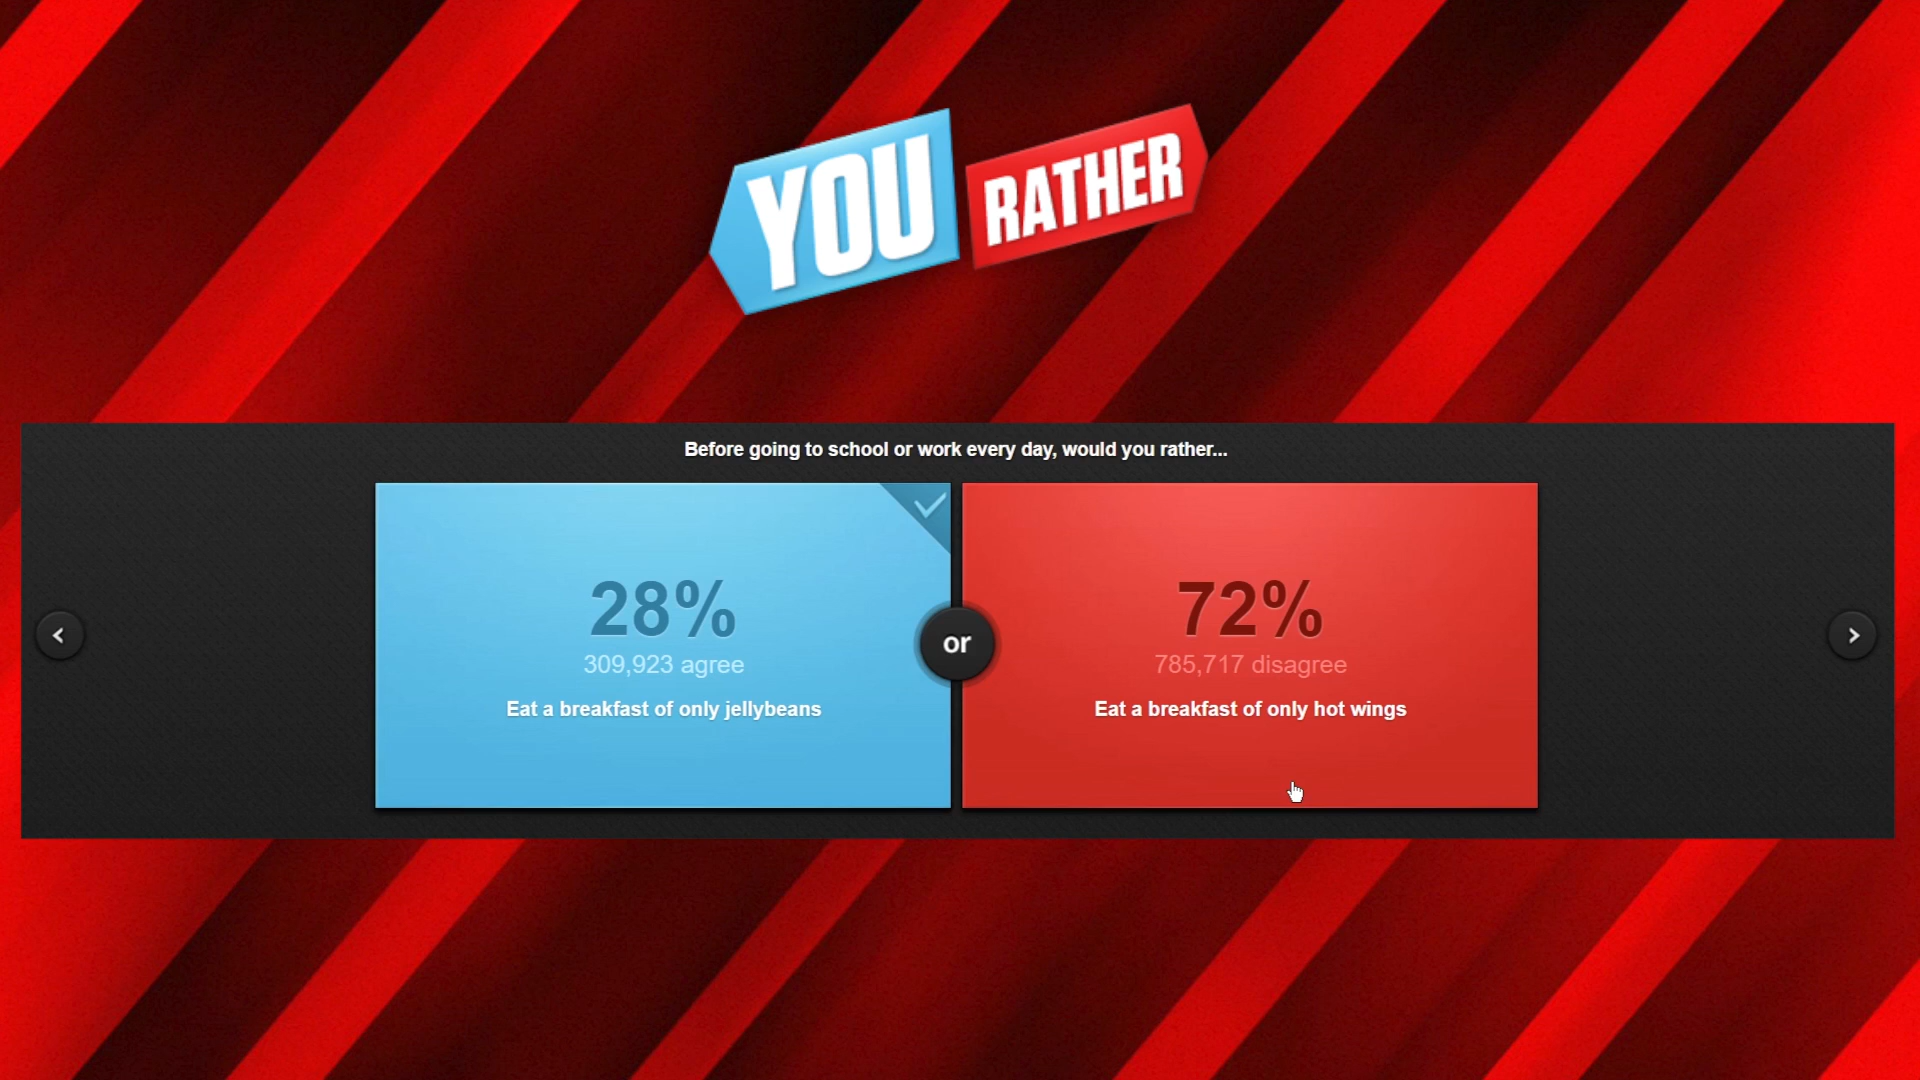 YOU RATHER
Before going to school or work every day, would you rather...
28%
309,923 agree
Eat a breakfast of only jellybeans
or
72%
785,717 disagree
Eat a breakfast of only hot wings